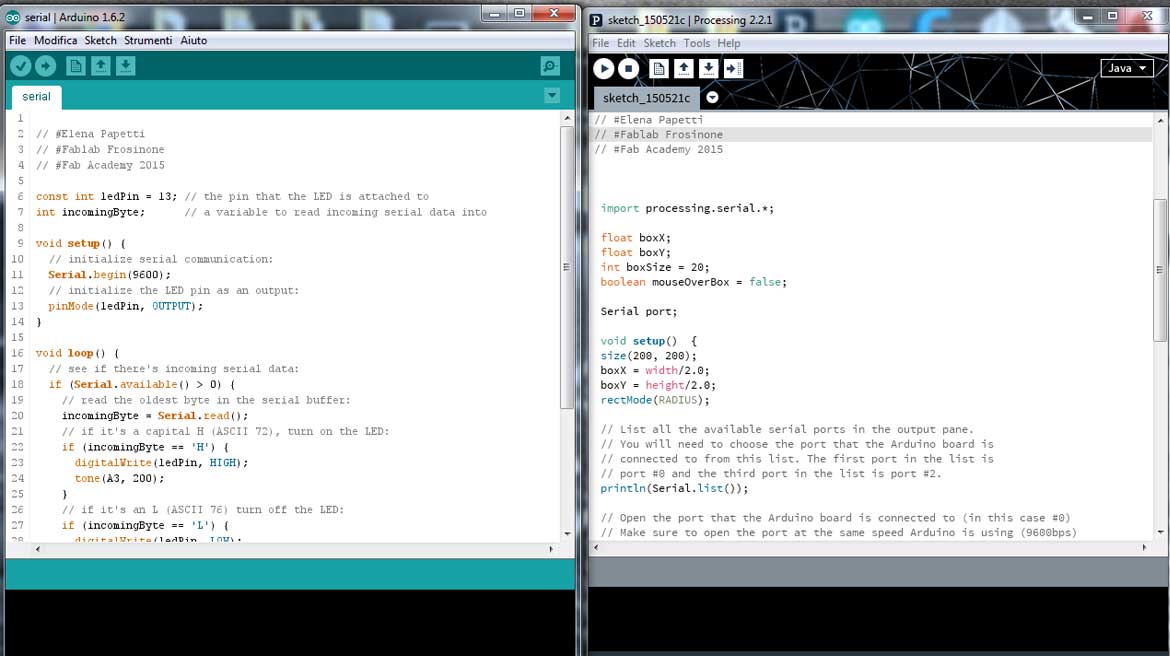 serial | Arduino 1.6.2
File Modifica Sketch Strumenti Aiuto
serial
1
2 // #Elena Papetti
3 // #Fablab Frosinone
4 // #Fab Academy 2015
5
6 const int ledPin = 13; // the pin that the LED is attached to
7 int incomingByte;      // a variable to read incoming serial data into
8
9 void setup() {
10   // initialize serial communication:
11   Serial.begin(9600);
12   // initialize the LED pin as an output:
13   pinMode(ledPin, OUTPUT);
14 }
15
16 void loop() {
17   // see if there's incoming serial data:
18   if (Serial.available() > 0) {
19     // read the oldest byte in the serial buffer:
20     incomingByte = Serial.read();
21     // if it's a capital H (ASCII 72), turn on the LED:
22     if (incomingByte == 'H') {
23       digitalWrite(ledPin, HIGH);
24       tone(A3, 200);
25     }
26     // if it's an L (ASCII 76) turn off the LED:
27     if (incomingByte == 'L') {
28       digitalWrite(ledPin, LOW);
sketch_150521c | Processing 2.2.1
File Edit Sketch Tools Help
Java
sketch_150521c
// #Elena Papetti
// #Fablab Frosinone
// #Fab Academy 2015
import processing.serial.*;
float boxX;
float boxY;
int boxSize = 20;
boolean mouseOverBox = false;
Serial port;
void setup()  {
size(200, 200);
boxX = width/2.0;
boxY = height/2.0;
rectMode(RADIUS);
// List all the available serial ports in the output pane.
// You will need to choose the port that the Arduino board is
// connected to from this list. The first port in the list is
// port #0 and the third port in the list is port #2.
println(Serial.list());
// Open the port that the Arduino board is connected to (in this case #0)
// Make sure to open the port at the same speed Arduino is using (9600bps)